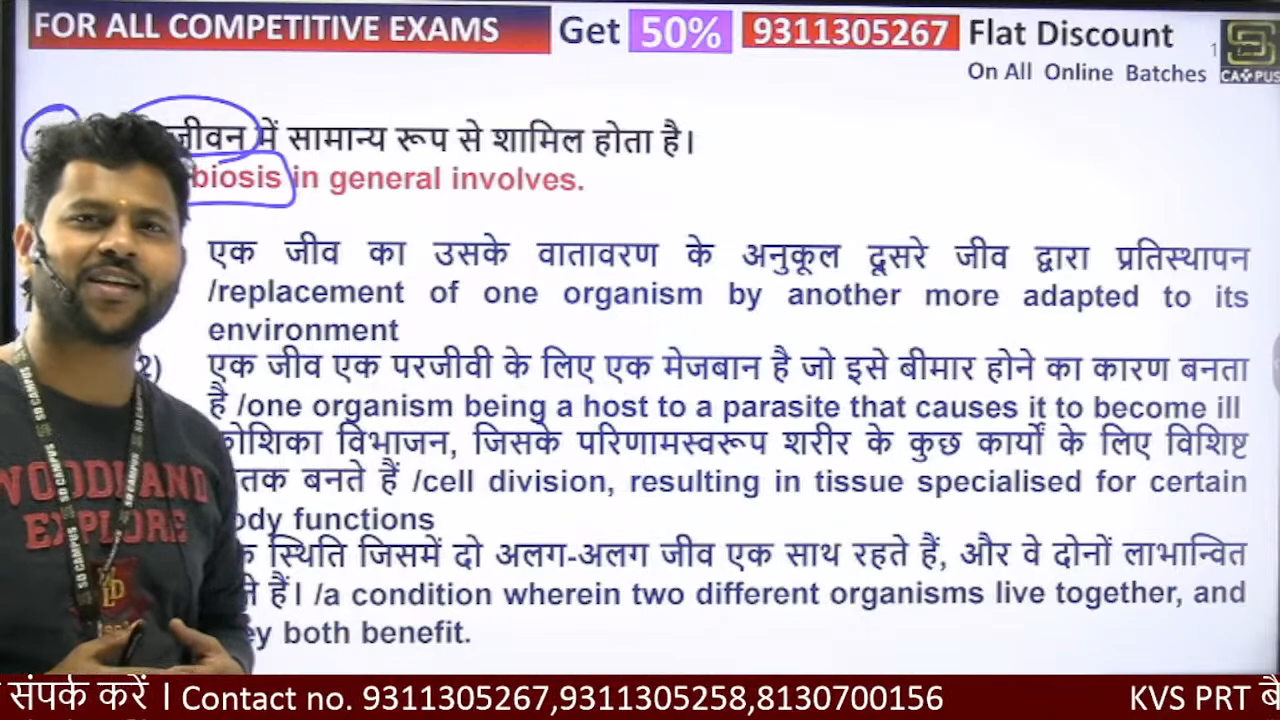 FOR ALL COMPETITIVE EXAMS Get 50% 9311305267 Flat Discount
On All Online Batches
CAMPUS
जीवन में सामान्य रूप से शामिल होता है।
biosis in general involves.
एक जीव का उसके वातावरण के अनुकूल दूसरे जीव द्वारा प्रतिस्थापन
/replacement of one organism by another more adapted to its
environment
२) एक जीव एक परजीवी के लिए एक मेजबान है जो इसे बीमार होने का कारण बनता
है /one organism being a host to a parasite that causes it to become ill
कोशिका विभाजन, जिसके परिणामस्वरूप शरीर के कुछ कार्यों के लिए विशिष्ट
तक बनते हैं /cell division, resulting in tissue specialised for certain
ody functions
क स्थिति जिसमें दो अलग-अलग जीव एक साथ रहते हैं, और वे दोनों लाभान्वित
हैं। /a condition wherein two different organisms live together, and
ey both benefit.
WOODLAND
EXPLORE
SD CAMPUS
SD CAMPUS
संपर्क करें । Contact no. 9311305267,9311305258,8130700156 KVS PRT बै